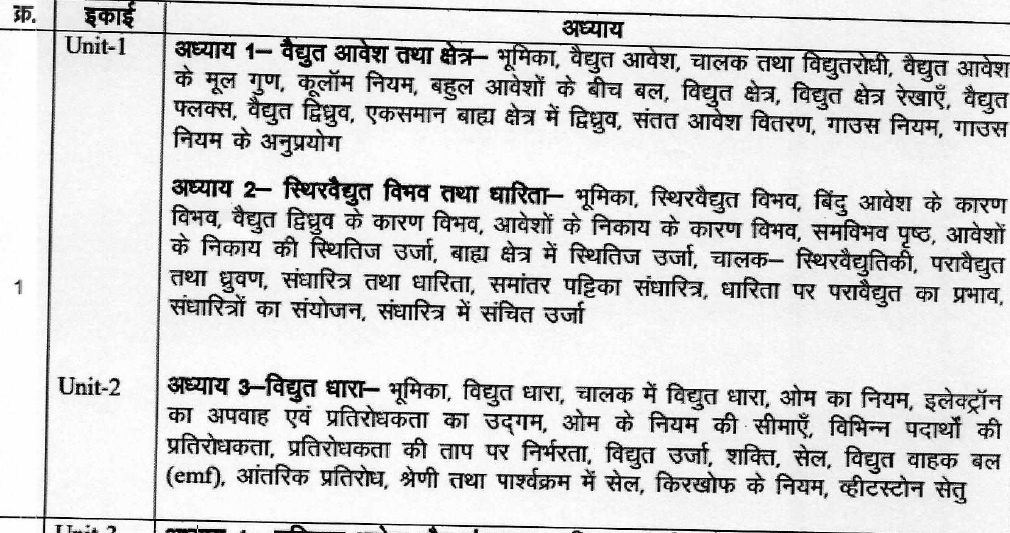 क्र. इकाई अध्याय
Unit-1 अध्याय 1– वैद्युत आवेश तथा क्षेत्र– भूमिका, वैद्युत आवेश, चालक तथा विद्युतरोधी, वैद्युत आवेश
के मूल गुण, कूलॉम नियम, बहुल आवेशों के बीच बल, विद्युत क्षेत्र, विद्युत क्षेत्र रेखाएँ, वैद्युत
फ्लक्स, वैद्युत द्विध्रुव, एकसमान बाह्य क्षेत्र में द्विध्रुव, संतत आवेश वितरण, गाउस नियम, गाउस
नियम के अनुप्रयोग
अध्याय 2– स्थिरवैद्युत विभव तथा धारिता– भूमिका, स्थिरवैद्युत विभव, बिंदु आवेश के कारण
विभव, वैद्युत द्विध्रुव के कारण विभव, आवेशों के निकाय के कारण विभव, समविभव पृष्ठ, आवेशों
के निकाय की स्थितिज उर्जा, बाह्य क्षेत्र में स्थितिज उर्जा, चालक– स्थिरवैद्युतिकी, परावैद्युत
1 तथा ध्रुवण, संधारित्र तथा धारिता, समांतर पट्टिका संधारित्र, धारिता पर परावैद्युत का प्रभाव,
संधारित्रों का संयोजन, संधारित्र में संचित उर्जा
Unit-2 अध्याय 3–विद्युत धारा– भूमिका, विद्युत धारा, चालक में विद्युत धारा, ओम का नियम, इलेक्ट्रॉन
का अपवाह एवं प्रतिरोधकता का उद्‌गम, ओम के नियम की सीमाएँ, विभिन्न पदार्थों की
प्रतिरोधकता, प्रतिरोधकता की ताप पर निर्भरता, विद्युत उर्जा, शक्ति, सेल, विद्युत वाहक बल
(emf), आंतरिक प्रतिरोध, श्रेणी तथा पार्श्वक्रम में सेल, किरखोफ के नियम, व्हीटस्टोन सेतु